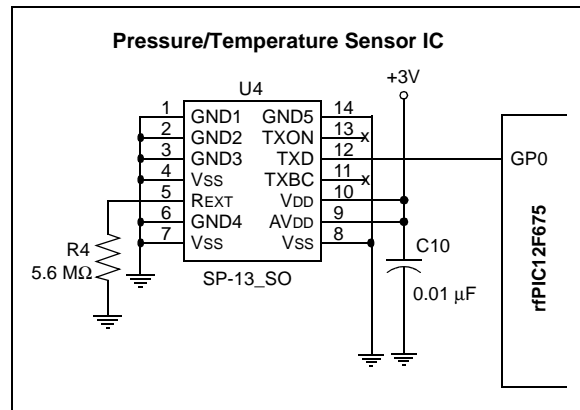 Pressure/Temperature Sensor IC
U4
+3V
1 GND1 GND5 14
2 GND2 TXON 13 x
3 GND3 TXD 12 GP0
4 VSS TXBC 11 x
5 REXT VDD 10
6 GND4 AVDD 9
7 VSS VSS 8
R4
5.6 MΩ
C10
0.01 µF
SP-13_SO
rfPIC12F675